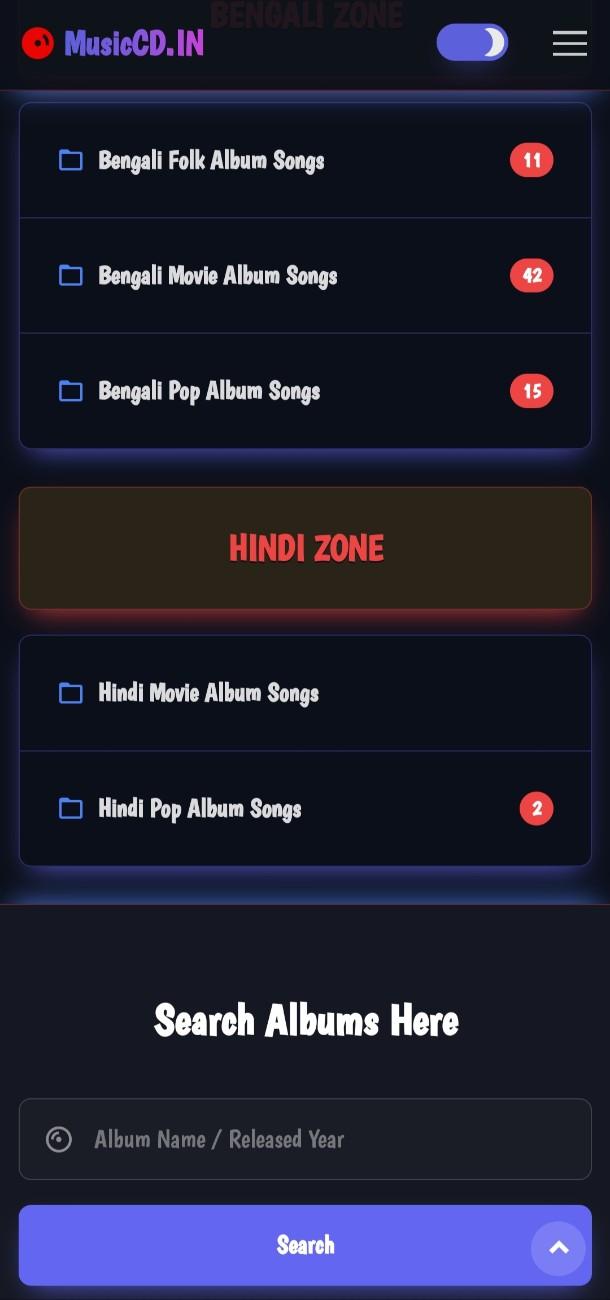 BENGALI ZONE
MusicCD.IN
Bengali Folk Album Songs 11
Bengali Movie Album Songs 42
Bengali Pop Album Songs 15
HINDI ZONE
Hindi Movie Album Songs
Hindi Pop Album Songs 2
Search Albums Here
Album Name / Released Year
Search